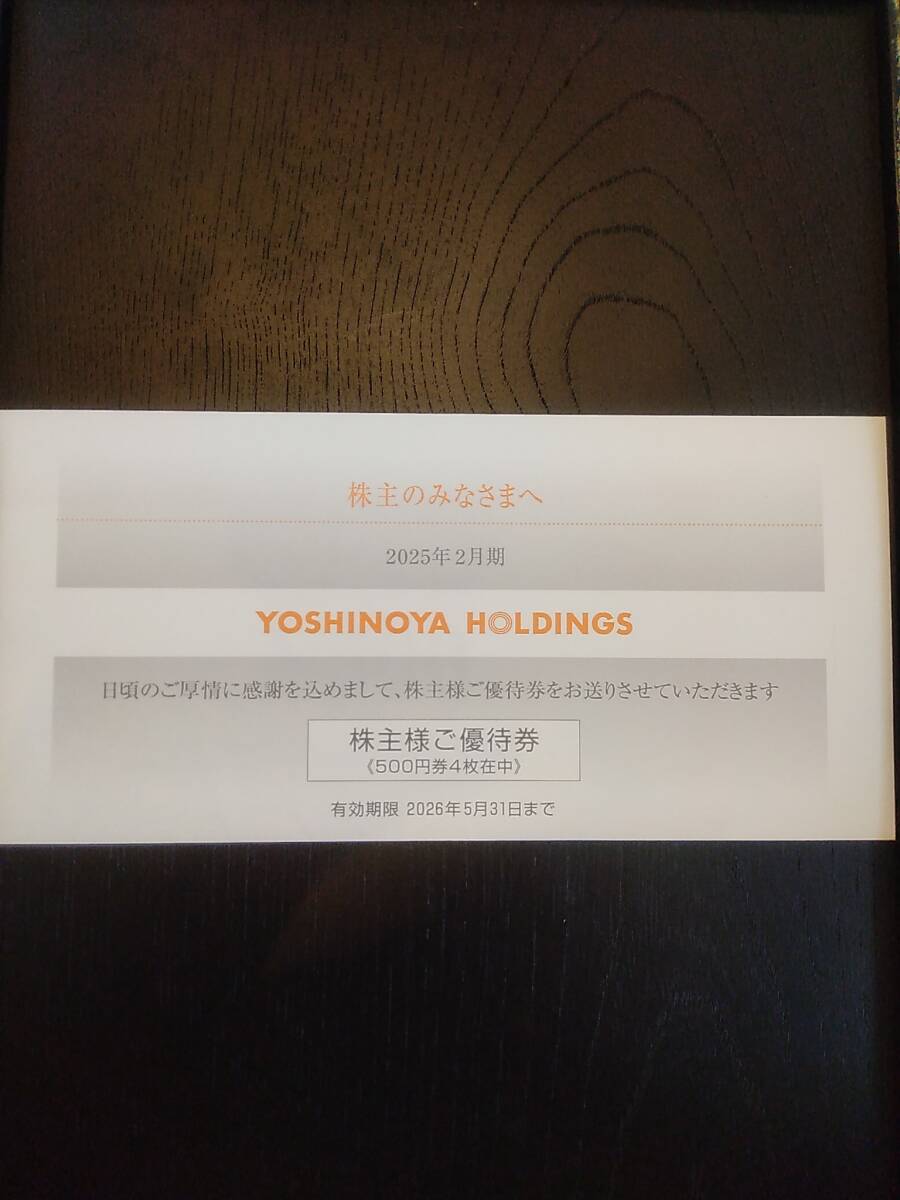 株主のみなさまへ
2025年2月期
YOSHINOYA HOLDINGS
日頃のご厚情に感謝を込めまして、株主様ご優待券をお送りさせていただきます
株主様ご優待券
《500円券4枚在中》
有効期限 2026年5月31日まで